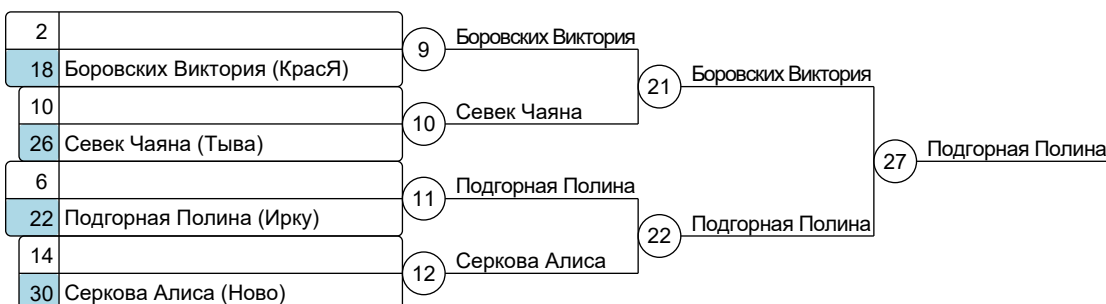 2
18 Боровских Виктория (КрасЯ)
9
Боровских Виктория
10
26 Севек Чаяна (Тыва)
10
Севек Чаяна
21
Боровских Виктория
6
22 Подгорная Полина (Ирку)
11
Подгорная Полина
14
30 Серкова Алиса (Ново)
12
Серкова Алиса
22
Подгорная Полина
27
Подгорная Полина